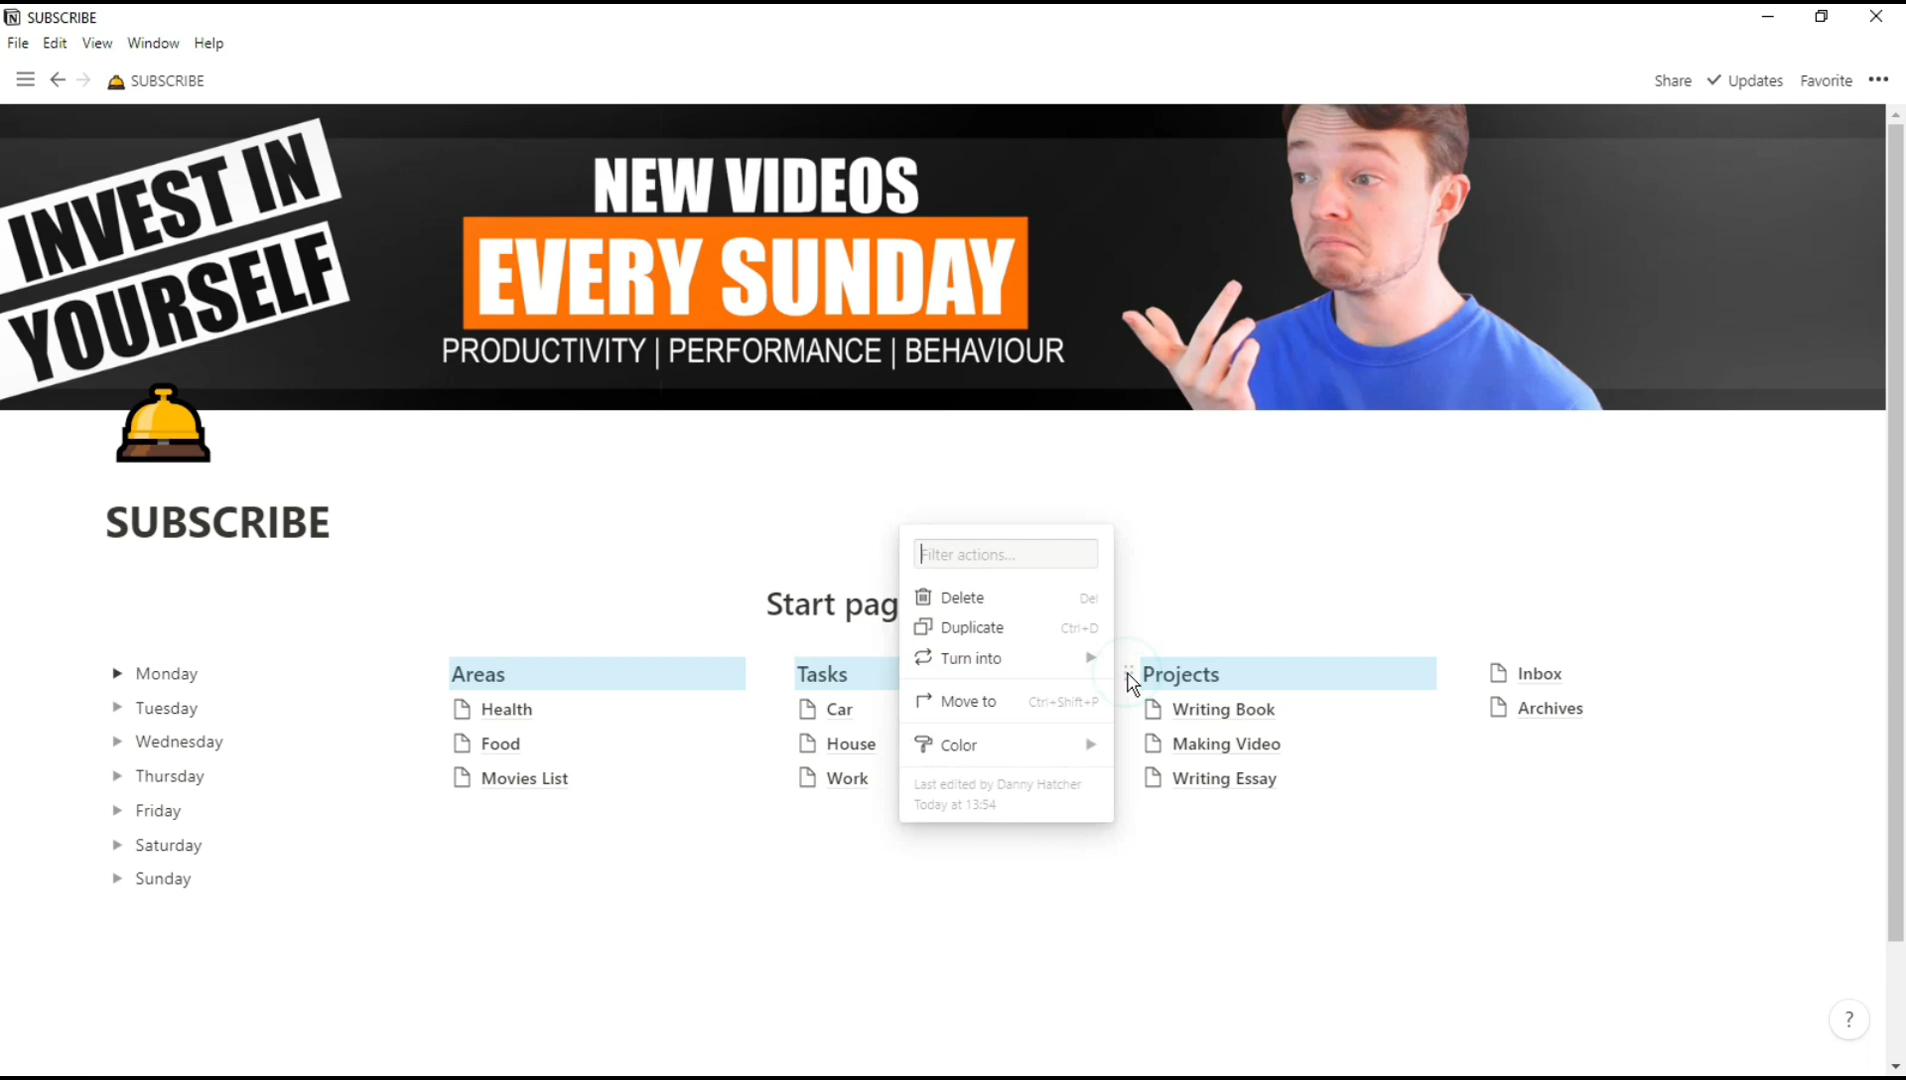 SUBSCRIBE
File Edit View Window Help
SUBSCRIBE
Share Updates Favorite
INVEST IN
YOURSELF
NEW VIDEOS
EVERY SUNDAY
PRODUCTIVITY | PERFORMANCE | BEHAVIOUR
SUBSCRIBE
Start pag
Monday
Tuesday
Wednesday
Thursday
Friday
Saturday
Sunday
Areas
Health
Food
Movies List
Tasks
Car
House
Work
Filter actions...
Delete Del
Duplicate Ctrl+D
Turn into
Move to Ctrl+Shift+P
Color
Last edited by Danny Hatcher
Today at 13:54
Projects
Writing Book
Making Video
Writing Essay
Inbox
Archives
?